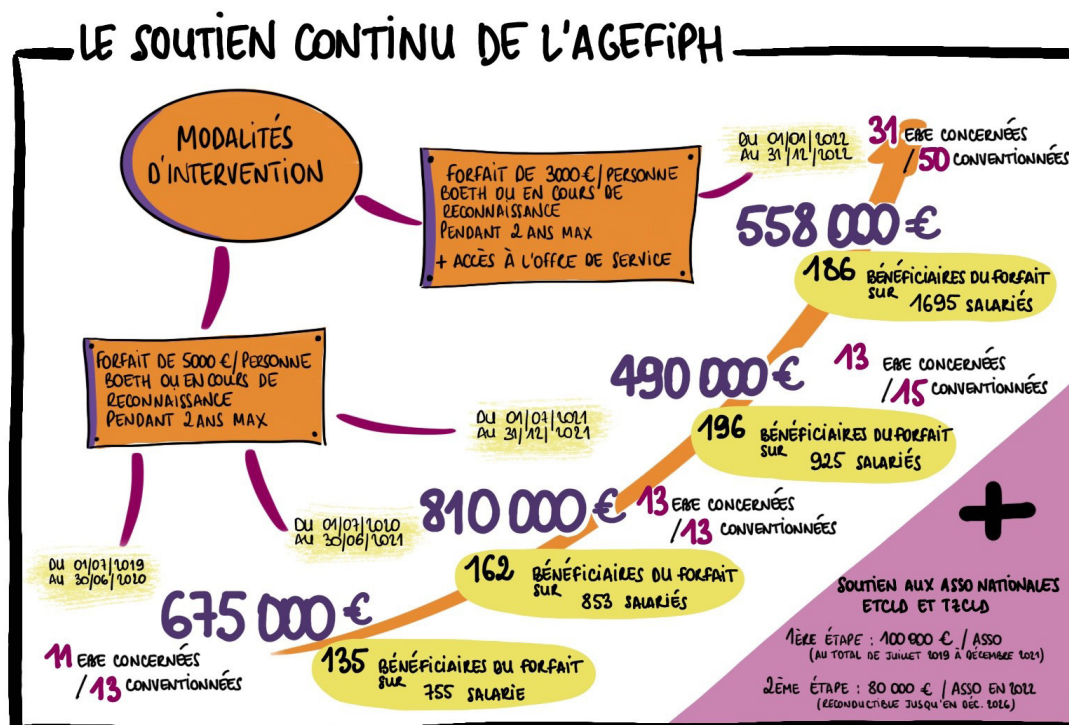 LE SOUTIEN CONTINU DE L'AGEFIPH
MODALITÉS
D'INTERVENTION
FORFAIT DE 3000 €/PERSONNE
BOETH OU EN COURS DE
RECONNAISSANCE
PENDANT 2 ANS MAX
+ ACCÈS À L'OFFRE DE SERVICE
DU 01/01/2022
AU 31/12/2022
31 EBE CONCERNÉES
/50 CONVENTIONNÉES
558 000 €
186 BÉNÉFICIAIRES DU FORFAIT
SUR 1695 SALARIÉS
FORFAIT DE 5000 €/PERSONNE
BOETH OU EN COURS DE
RECONNAISSANCE
PENDANT 2 ANS MAX
DU 01/07/2021
AU 31/12/2021
490 000 €
13 EBE CONCERNÉES
/15 CONVENTIONNÉES
196 BÉNÉFICIAIRES DU FORFAIT
SUR 925 SALARIÉS
DU 01/07/2020
AU 30/06/2021
810 000 €
13 EBE CONCERNÉES
/13 CONVENTIONNÉES
162 BÉNÉFICIAIRES DU FORFAIT
SUR 853 SALARIÉS
DU 01/07/2019
AU 30/06/2020
675 000 €
11 EBE CONCERNÉES
/13 CONVENTIONNÉES
135 BÉNÉFICIAIRES DU FORFAIT
SUR 755 SALARIE
+
SOUTIEN AUX ASSO NATIONALES
ETCLD ET TZCLD
1ÈRE ÉTAPE : 100 000 € / ASSO
(AU TOTAL DE JUILLET 2019 À DÉCEMBRE 2021)
2ÈME ÉTAPE : 80 000 € / ASSO EN 2022
(RECONDUCTIBLE JUSQU'EN DÉC. 2026)